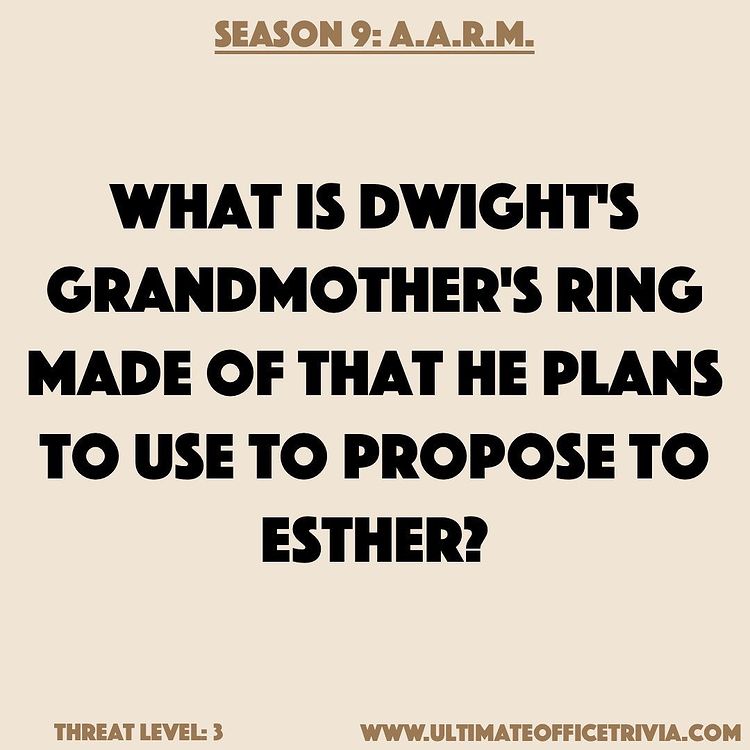 SEASON 9: A.A.R.M.
WHAT IS DWIGHT'S
GRANDMOTHER'S RING
MADE OF THAT HE PLANS
TO USE TO PROPOSE TO
ESTHER?
THREAT LEVEL: 3
WWW.ULTIMATEOFFICETRIVIA.COM